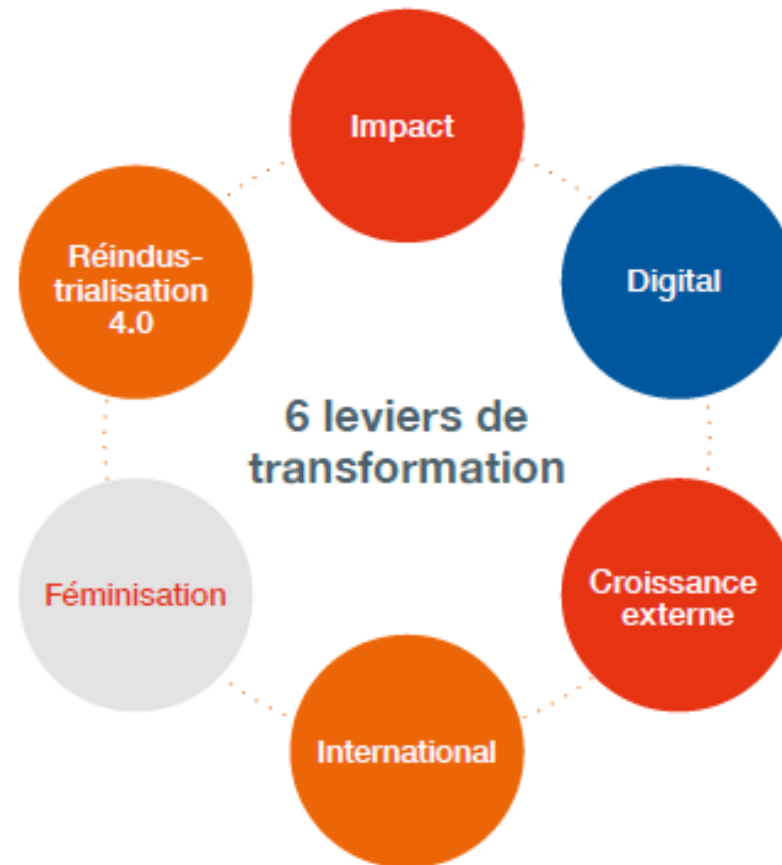 Impact
Digital
Croissance
externe
International
Féminisation
Réindus-
trialisation
4.0
6 leviers de
transformation